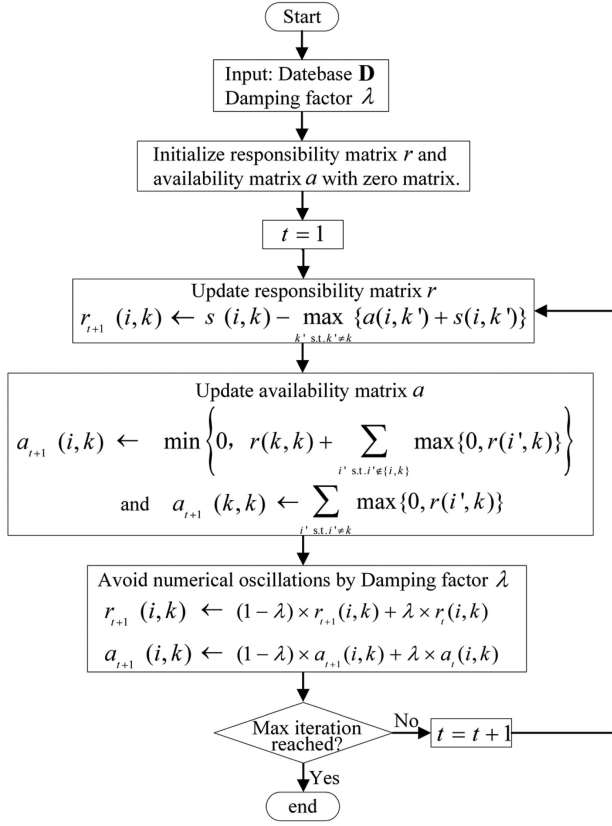 Start
Input: Datebase D
Damping factor λ
Initialize responsibility matrix r and
availability matrix a with zero matrix.
t = 1
Update responsibility matrix r
r_{t+1} (i,k) ← s (i,k) − max_{k' s.t.k'≠k} {a(i,k')+s(i,k')}
Update availability matrix a
a_{t+1} (i,k) ← min{0, r(k,k)+ ∑_{i' s.t.i'∉{i,k}} max{0,r(i',k)}}
and a_{t+1} (k,k) ← ∑_{i' s.t.i'≠k} max{0,r(i',k)}
Avoid numerical oscillations by Damping factor λ
r_{t+1} (i,k) ← (1−λ)×r_{t+1}(i,k)+λ×r_t(i,k)
a_{t+1} (i,k) ← (1−λ)×a_{t+1}(i,k)+λ×a_t(i,k)
Max iteration
reached?
No
t = t+1
Yes
end